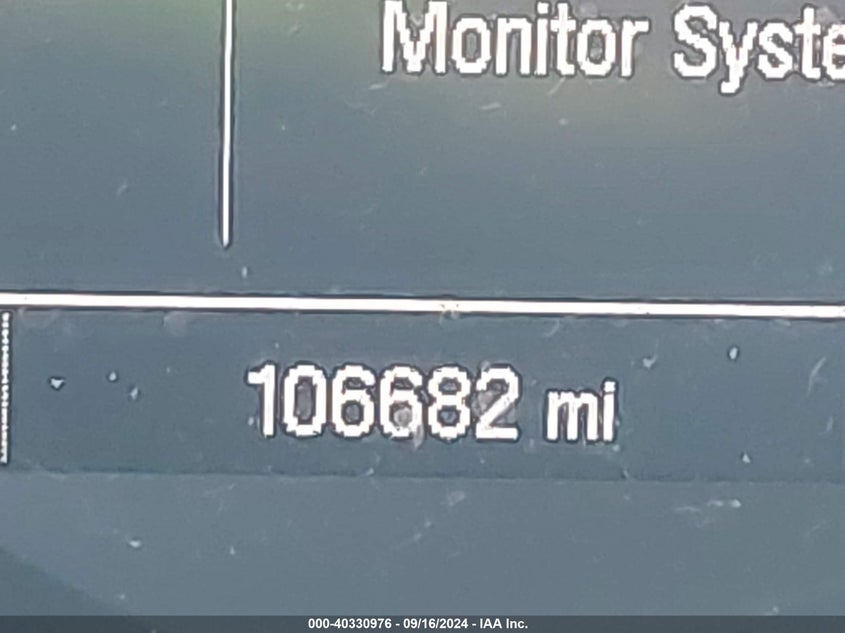 Monitor Syste
106682 mi
000-40330976 - 09/16/2024 - IAA Inc.